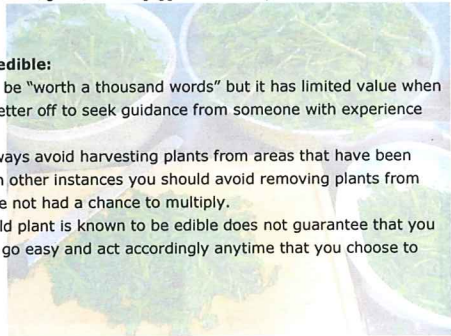 edible:
be “worth a thousand words” but it has limited value when
etter off to seek guidance from someone with experience
ways avoid harvesting plants from areas that have been
n other instances you should avoid removing plants from
e not had a chance to multiply.
ld plant is known to be edible does not guarantee that you
go easy and act accordingly anytime that you choose to